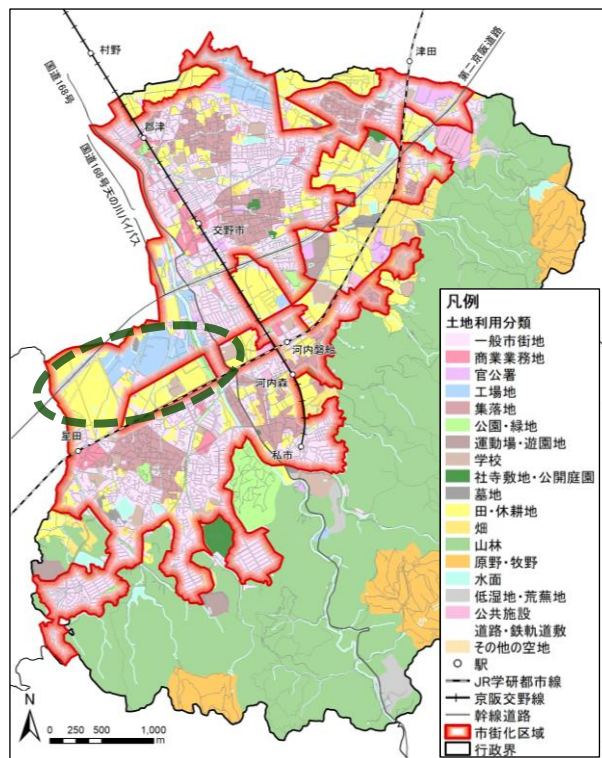 村野
津田
第二京阪道路
国道168号
郡津
国道168号天の川バイパス
交野市
河内磐船
河内森
星田
私市
凡例
土地利用分類
一般市街地
商業業務地
官公署
工場地
集落地
公園・緑地
運動場・遊園地
学校
社寺敷地・公開庭園
墓地
田・休耕地
畑
山林
原野・牧野
水面
低湿地・荒蕪地
公共施設
道路・鉄軌道敷
その他の空地
駅
JR学研都市線
京阪交野線
幹線道路
市街化区域
行政界
N
0 250 500 1,000
m